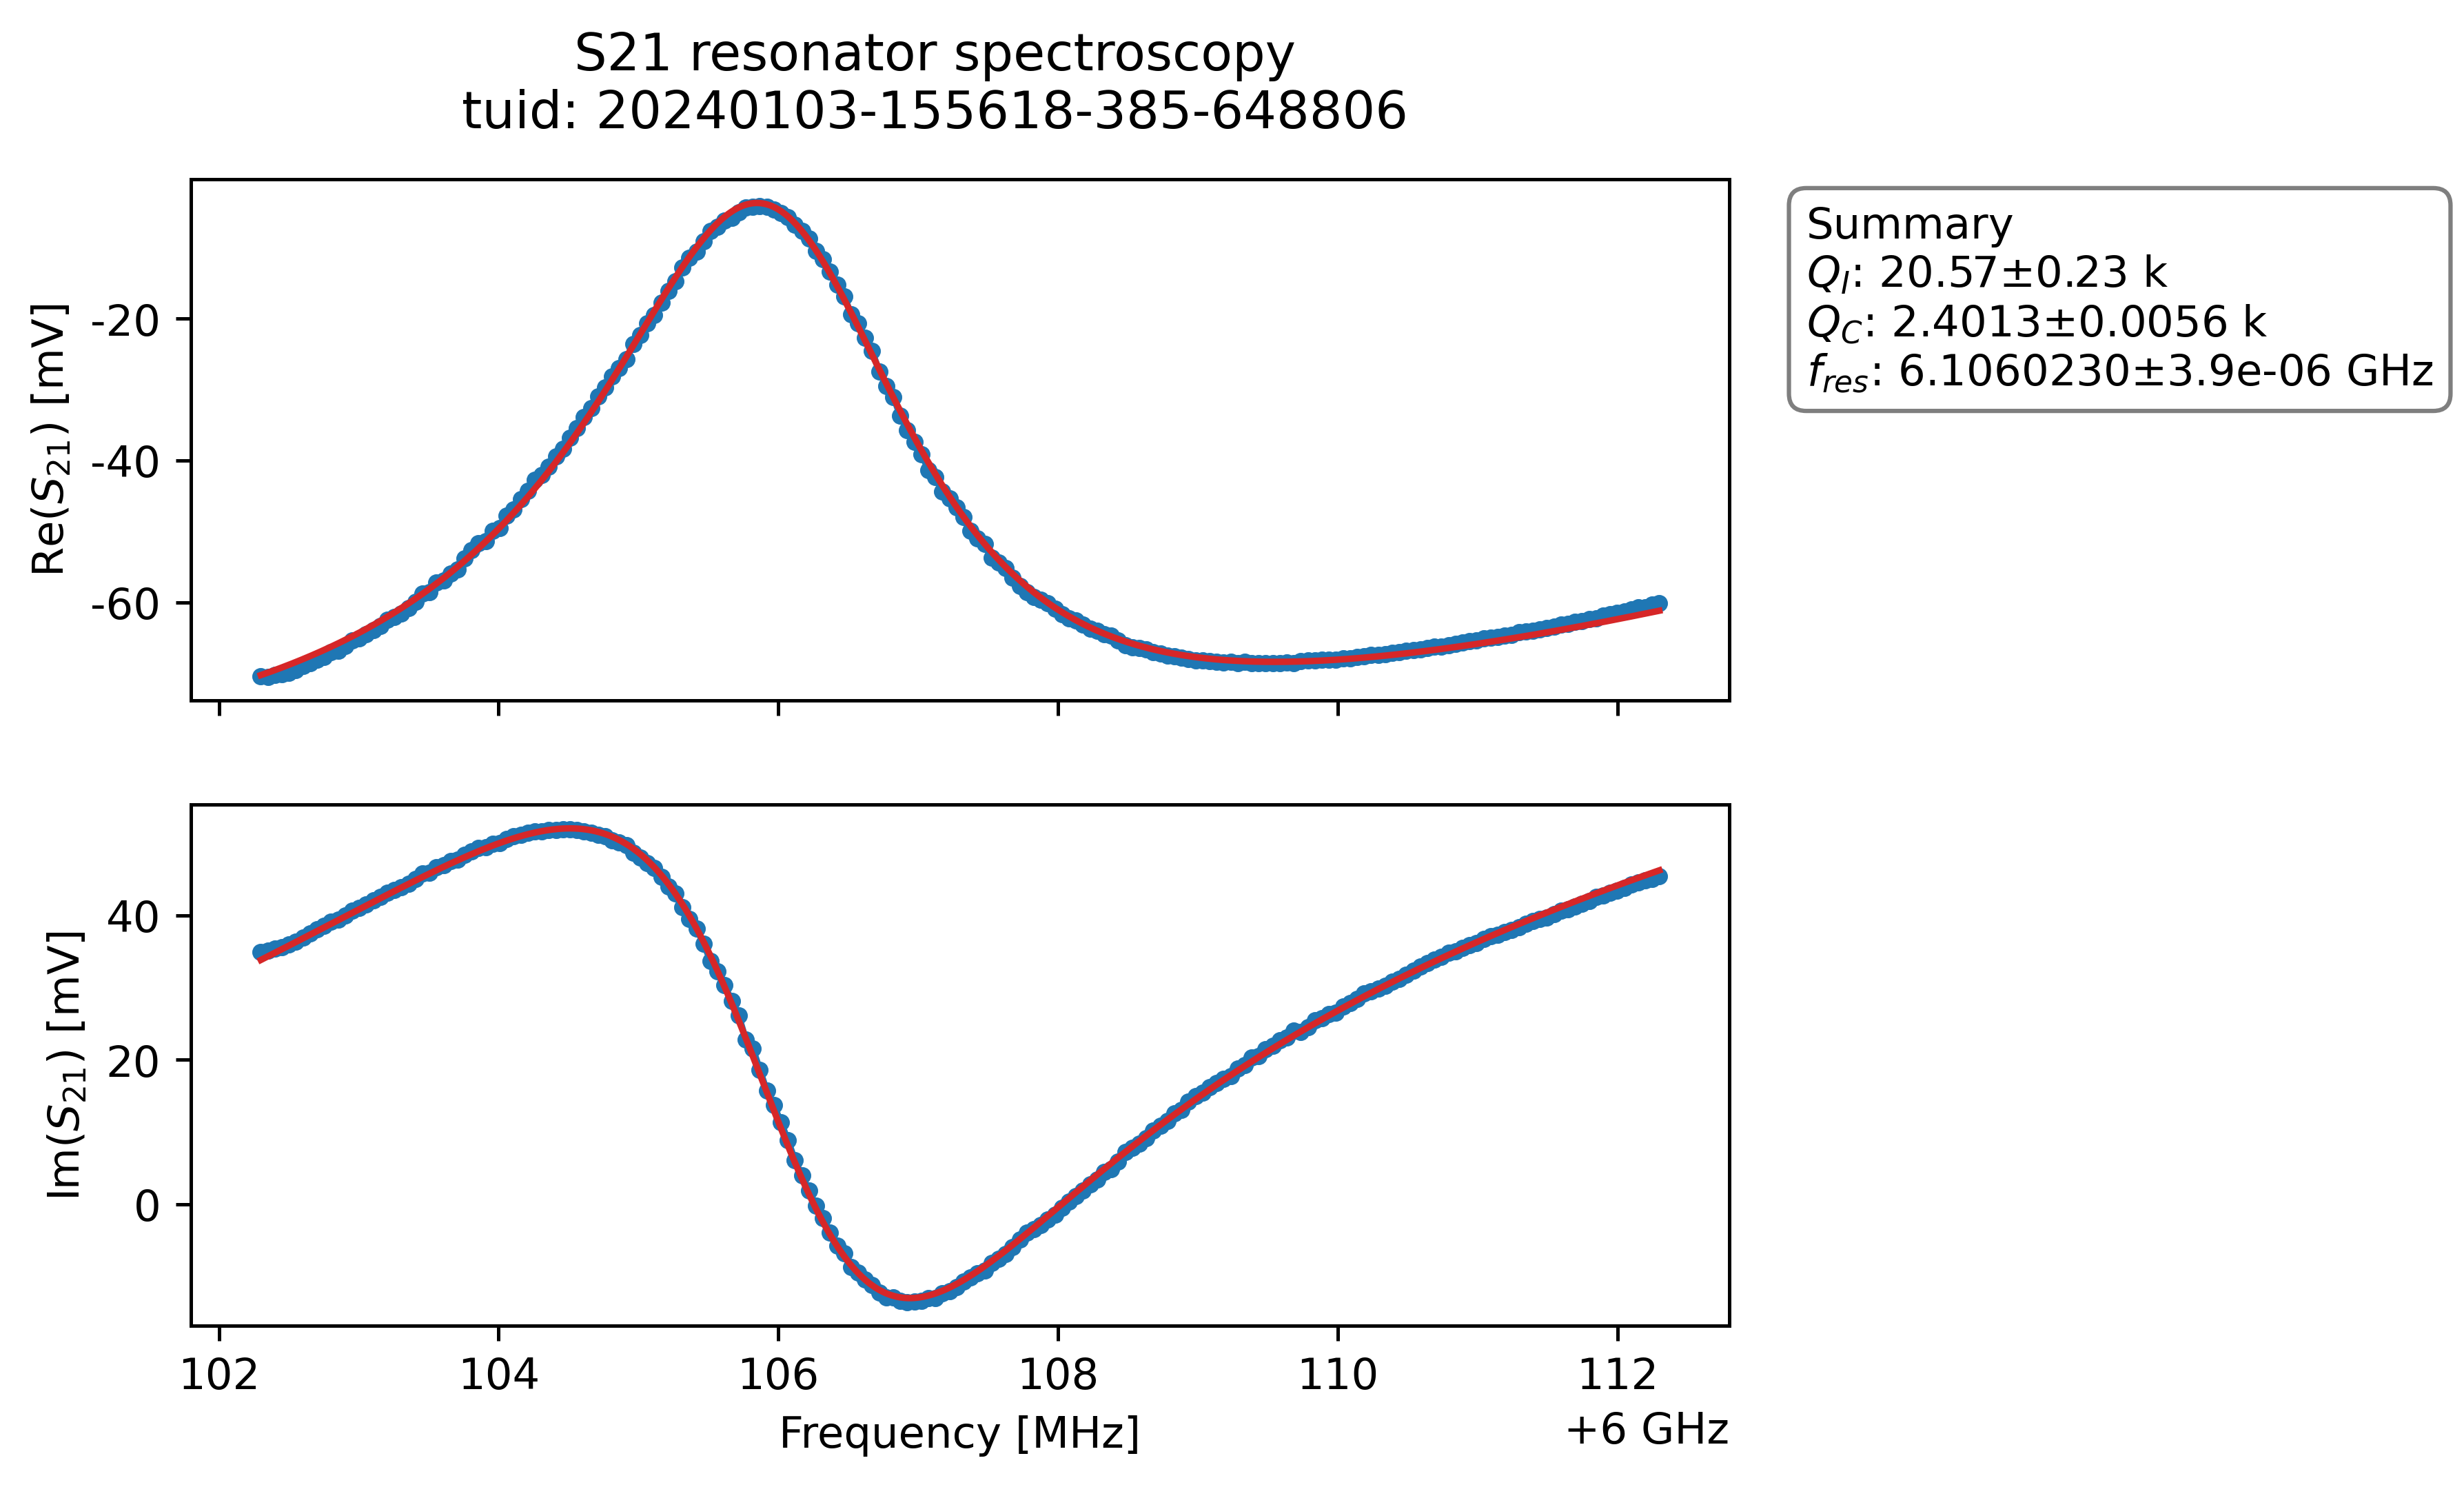 S21 resonator spectroscopy
tuid: 20240103-155618-385-648806
Re(S21) [mV]
-20
-40
-60
Summary
QI: 20.57±0.23 k
QC: 2.4013±0.0056 k
fres: 6.1060230±3.9e-06 GHz
Im(S21) [mV]
40
20
0
102 104 106 108 110 112
Frequency [MHz]
+6 GHz